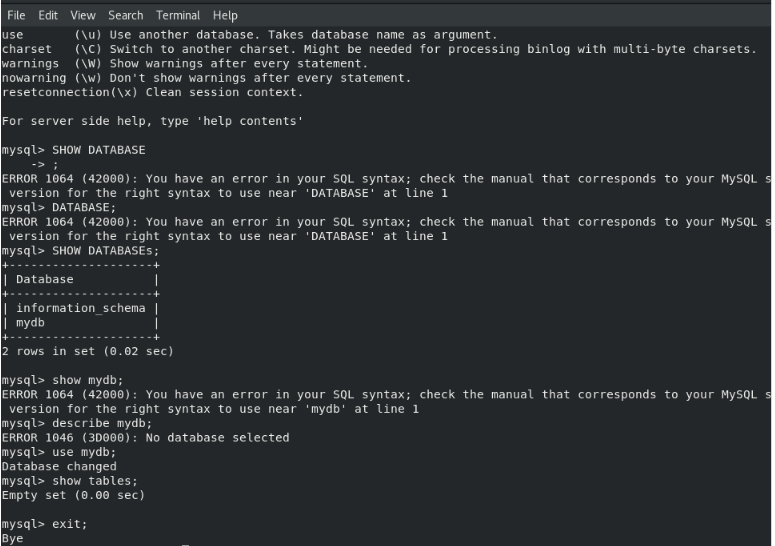 File Edit View Search Terminal Help
use       (\u) Use another database. Takes database name as argument.
charset   (\C) Switch to another charset. Might be needed for processing binlog with multi-byte charsets.
warnings  (\W) Show warnings after every statement.
nowarning (\w) Don't show warnings after every statement.
resetconnection(\x) Clean session context.

For server side help, type 'help contents'

mysql> SHOW DATABASE
    -> ;
ERROR 1064 (42000): You have an error in your SQL syntax; check the manual that corresponds to your MySQL s
 version for the right syntax to use near 'DATABASE' at line 1
mysql> DATABASE;
ERROR 1064 (42000): You have an error in your SQL syntax; check the manual that corresponds to your MySQL s
 version for the right syntax to use near 'DATABASE' at line 1
mysql> SHOW DATABASEs;
+--------------------+
| Database           |
+--------------------+
| information_schema |
| mydb               |
+--------------------+
2 rows in set (0.02 sec)

mysql> show mydb;
ERROR 1064 (42000): You have an error in your SQL syntax; check the manual that corresponds to your MySQL s
 version for the right syntax to use near 'mydb' at line 1
mysql> describe mydb;
ERROR 1046 (3D000): No database selected
mysql> use mydb;
Database changed
mysql> show tables;
Empty set (0.00 sec)

mysql> exit;
Bye